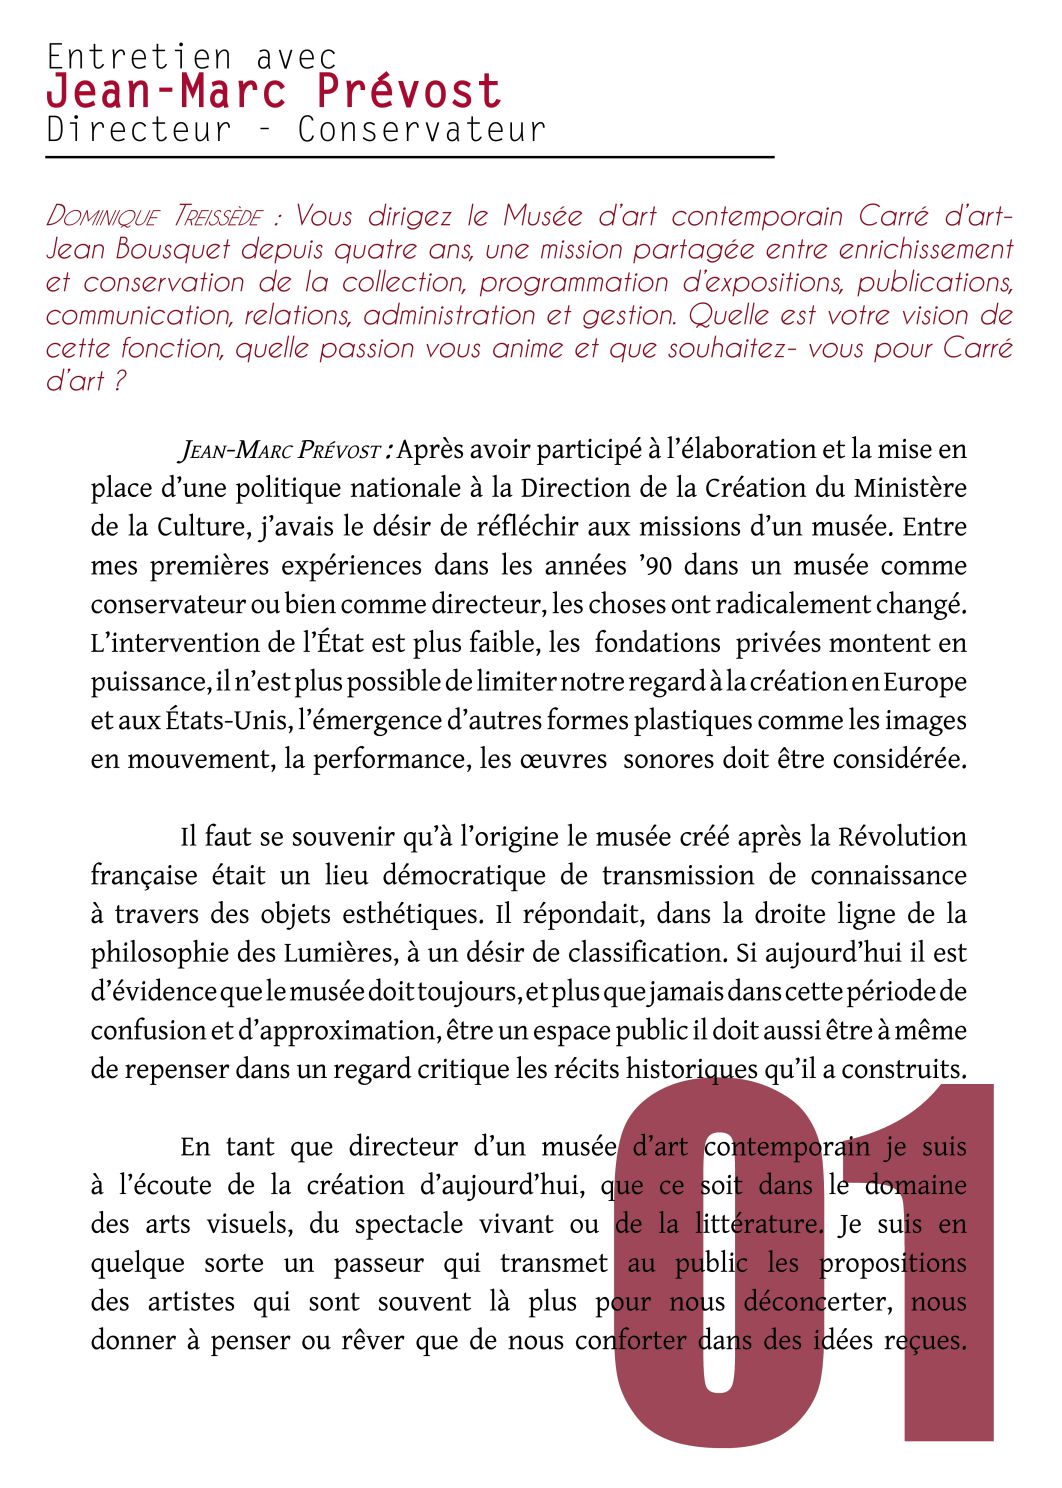 Entretien avec
Jean-Marc Prévost
Directeur - Conservateur
Dominique Treissède : Vous dirigez le Musée d'art contemporain Carré d'art-
Jean Bousquet depuis quatre ans, une mission partagée entre enrichissement
et conservation de la collection, programmation d'expositions, publications,
communication, relations, administration et gestion. Quelle est votre vision de
cette fonction, quelle passion vous anime et que souhaitez- vous pour Carré
d'art ?
Jean-Marc Prévost : Après avoir participé à l'élaboration et la mise en
place d'une politique nationale à la Direction de la Création du Ministère
de la Culture, j'avais le désir de réfléchir aux missions d'un musée. Entre
mes premières expériences dans les années '90 dans un musée comme
conservateur ou bien comme directeur, les choses ont radicalement changé.
L'intervention de l'État est plus faible, les fondations privées montent en
puissance, il n'est plus possible de limiter notre regard à la création en Europe
et aux États-Unis, l'émergence d'autres formes plastiques comme les images
en mouvement, la performance, les œuvres sonores doit être considérée.
Il faut se souvenir qu'à l'origine le musée créé après la Révolution
française était un lieu démocratique de transmission de connaissance
à travers des objets esthétiques. Il répondait, dans la droite ligne de la
philosophie des Lumières, à un désir de classification. Si aujourd'hui il est
d'évidence que le musée doit toujours, et plus que jamais dans cette période de
confusion et d'approximation, être un espace public il doit aussi être à même
de repenser dans un regard critique les récits historiques qu'il a construits.
En tant que directeur d'un musée d'art contemporain je suis
à l'écoute de la création d'aujourd'hui, que ce soit dans le domaine
des arts visuels, du spectacle vivant ou de la littérature. Je suis en
quelque sorte un passeur qui transmet au public les propositions
des artistes qui sont souvent là plus pour nous déconcerter, nous
donner à penser ou rêver que de nous conforter dans des idées reçues.
01